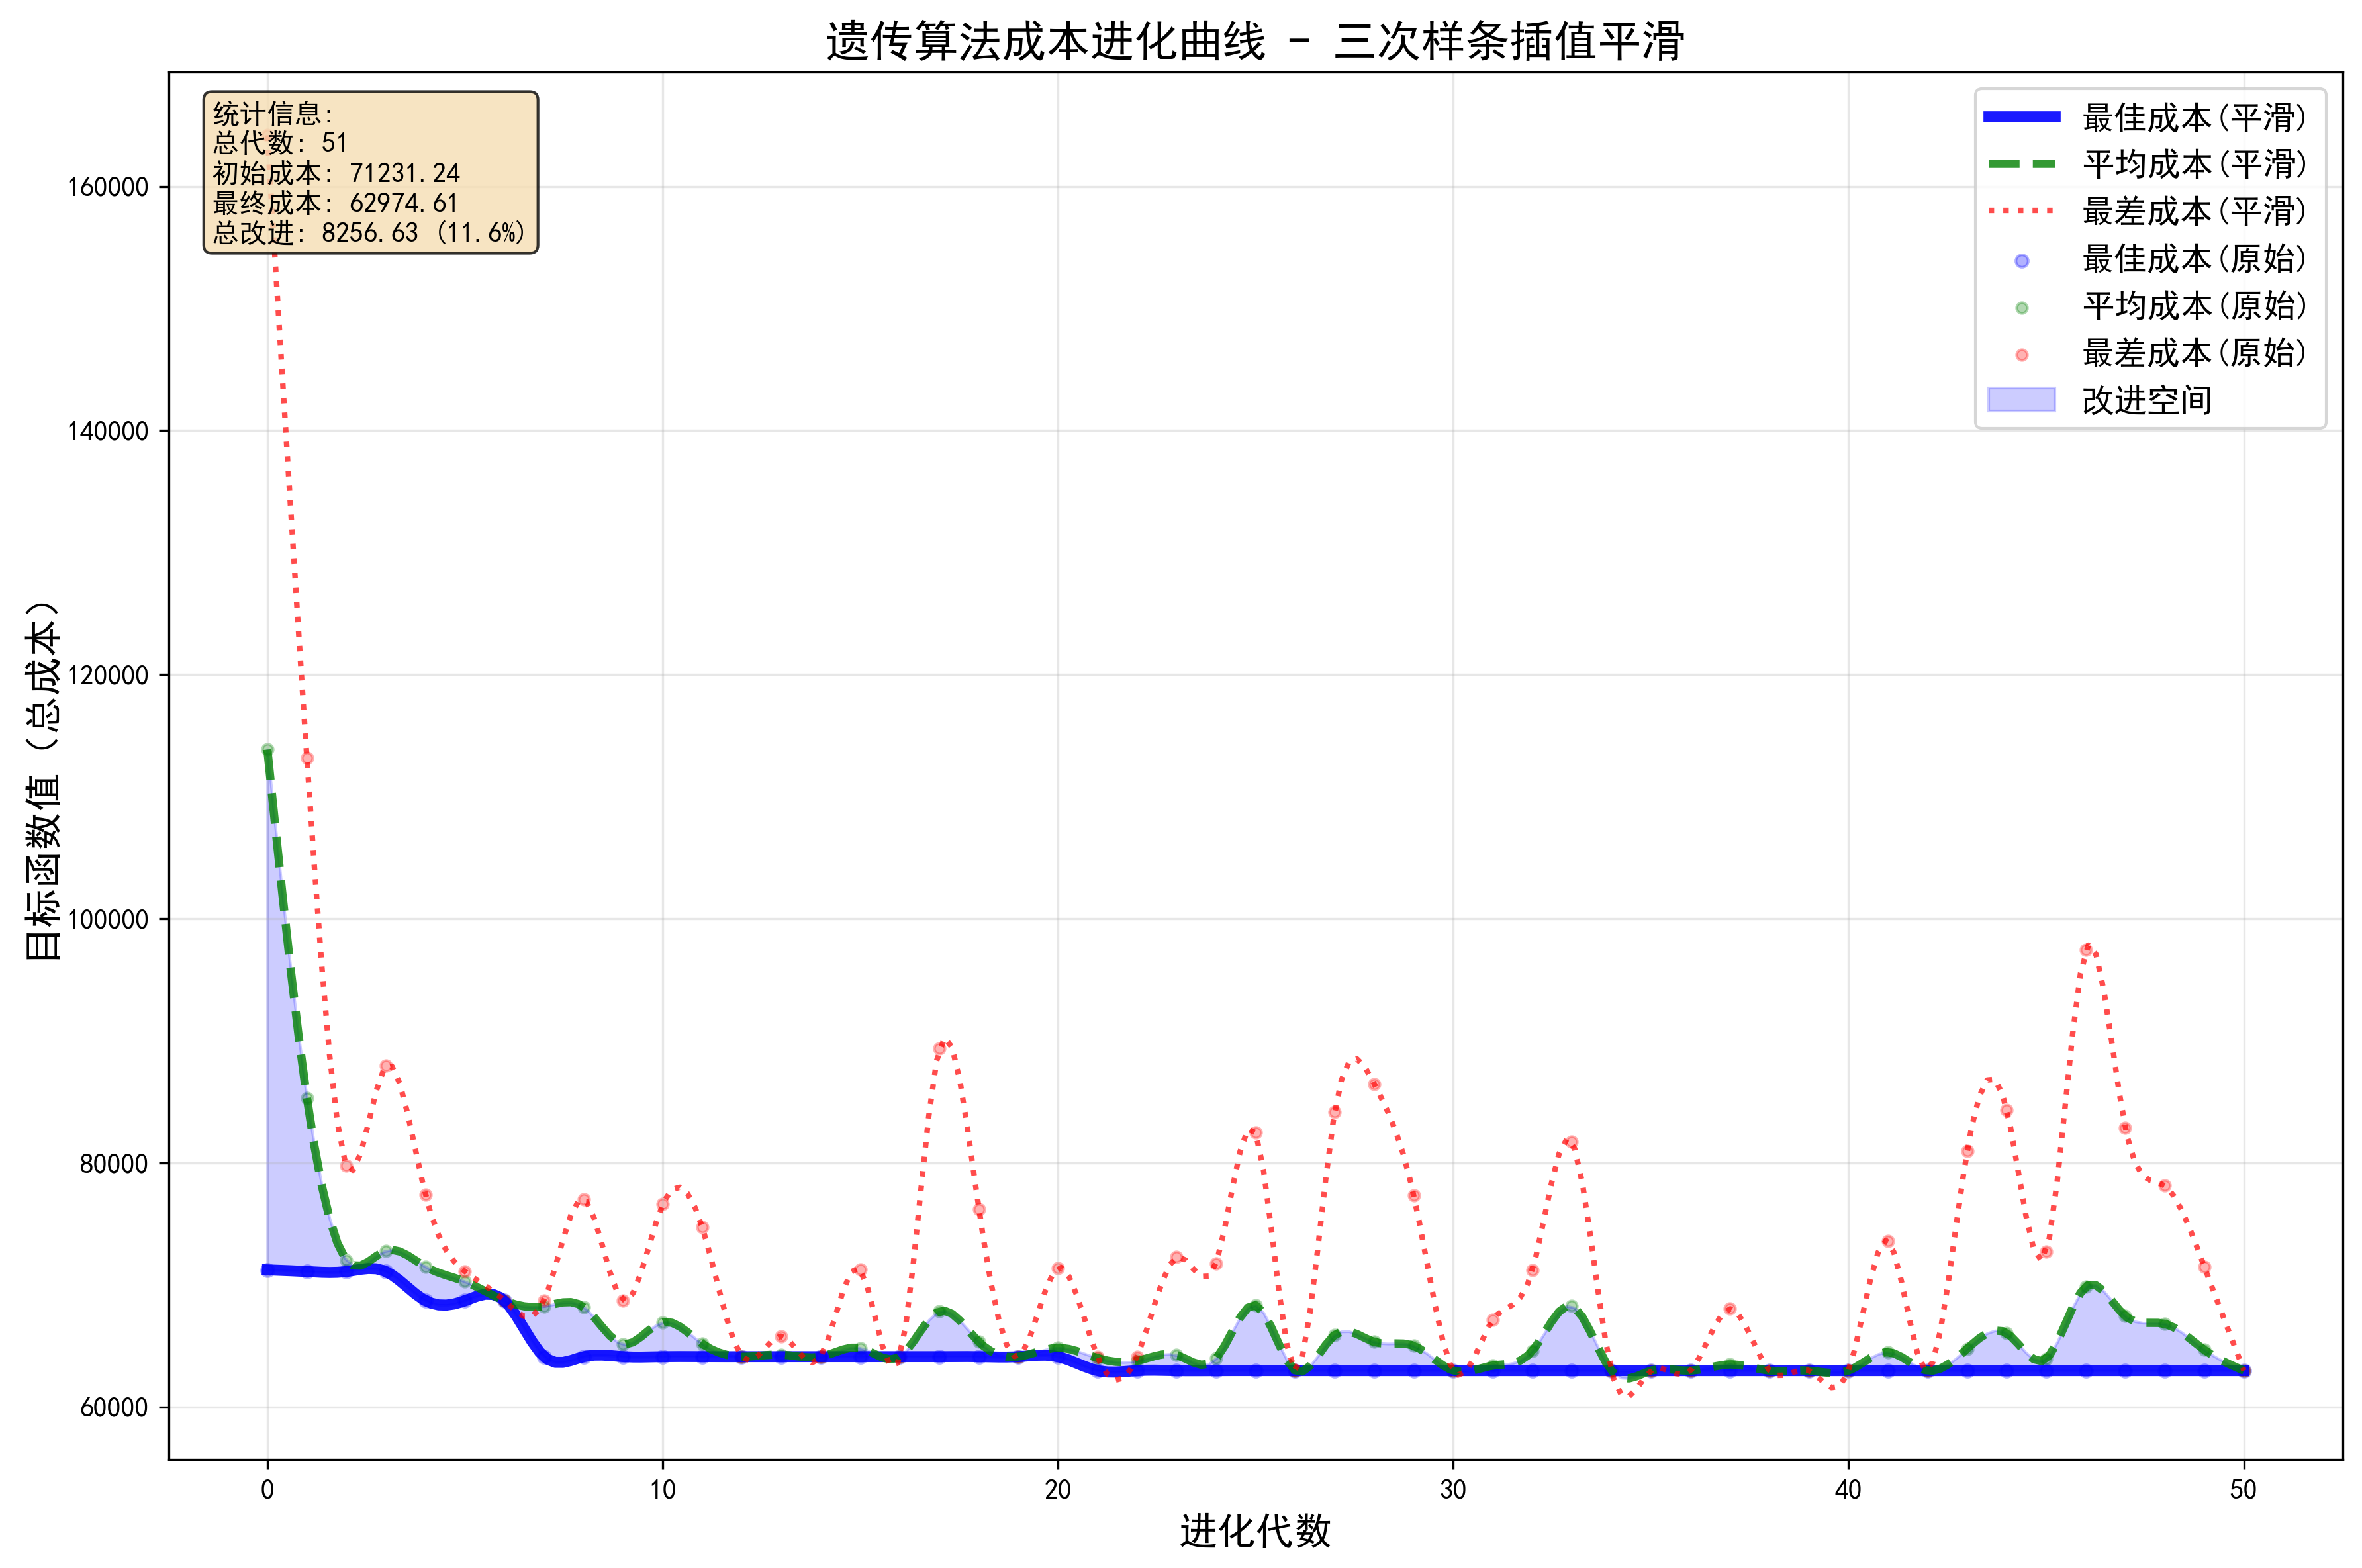 遗传算法成本进化曲线 - 三次样条插值平滑
统计信息:
总代数: 51
初始成本: 71231.24
最终成本: 62974.61
总改进: 8256.63 (11.6%)
最佳成本(平滑)
平均成本(平滑)
最差成本(平滑)
最佳成本(原始)
平均成本(原始)
最差成本(原始)
改进空间
目标函数值（总成本）
160000
140000
120000
100000
80000
60000
0
10
20
30
40
50
进化代数